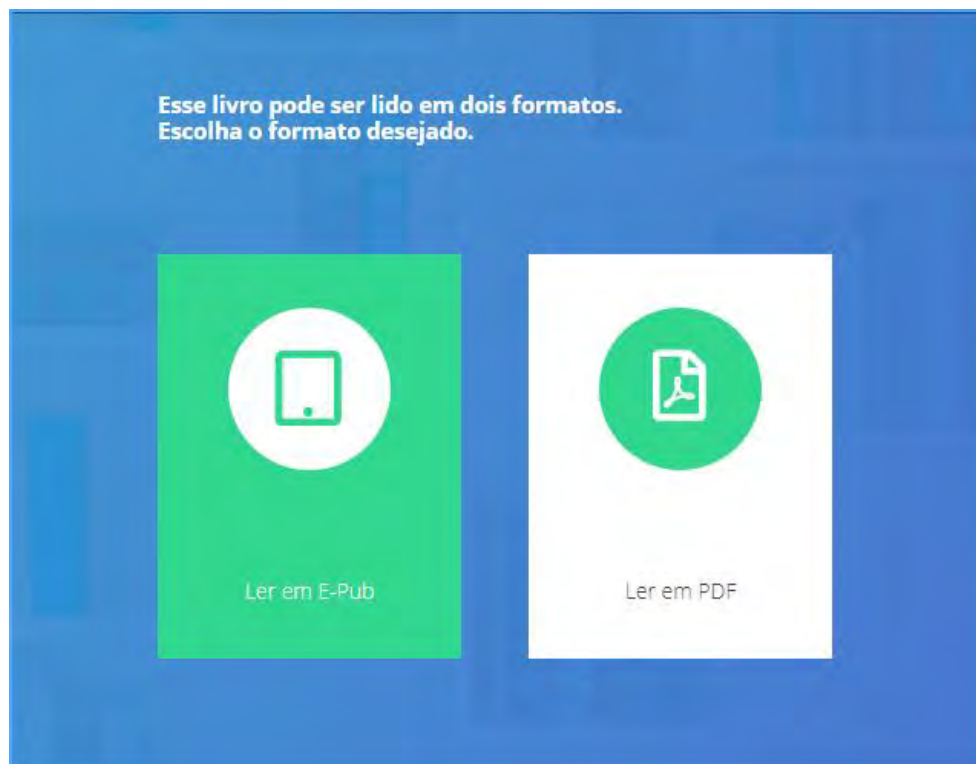 Esse livro pode ser lido em dois formatos.
Escolha o formato desejado.
Ler em E-Pub
Ler em PDF